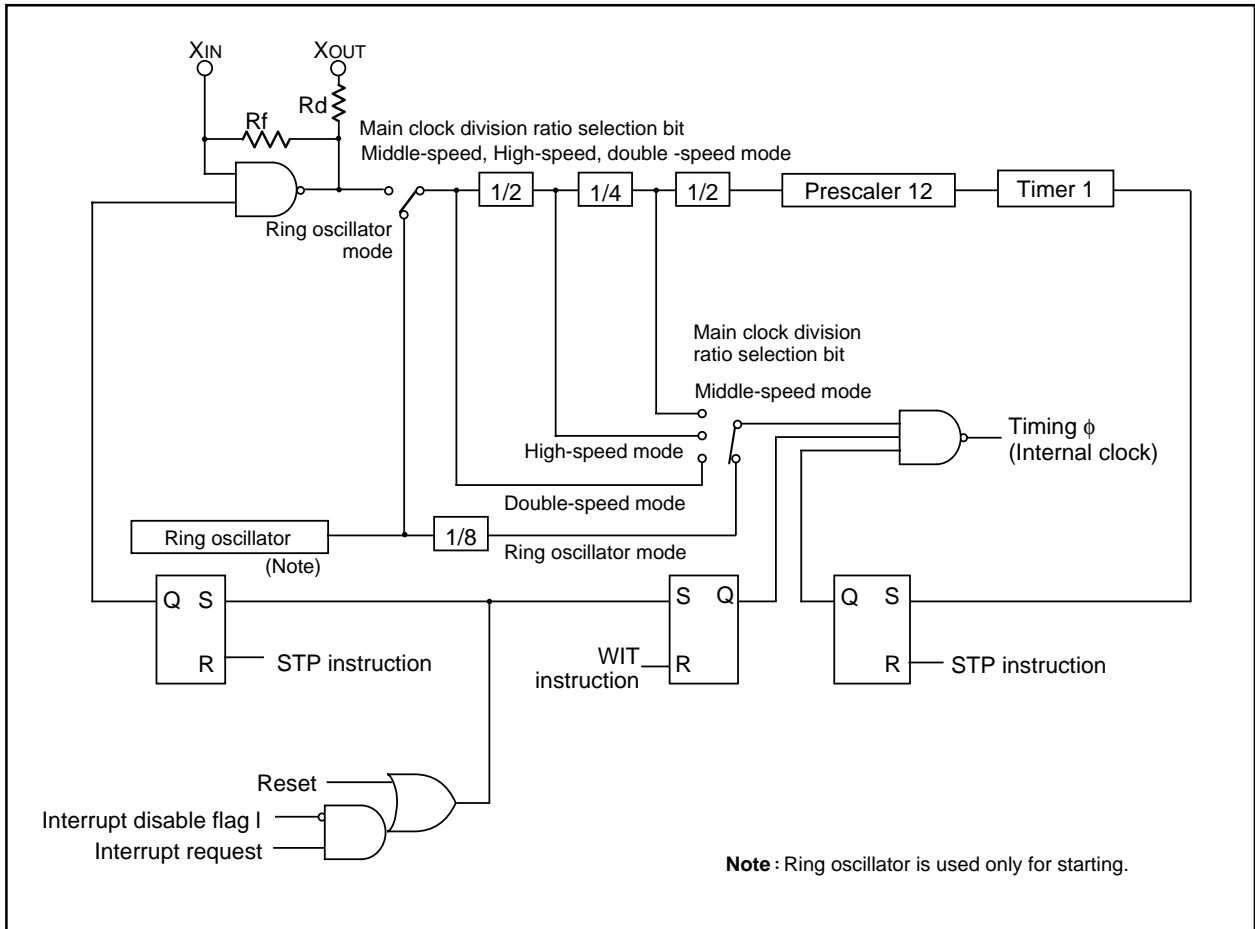 XIN
XOUT
Rd
Rf
Main clock division ratio selection bit
Middle-speed, High-speed, double -speed mode
1/2
1/4
1/2
Prescaler 12
Timer 1
Ring oscillator
mode
Main clock division
ratio selection bit
Middle-speed mode
High-speed mode
Timing ϕ
(Internal clock)
Double-speed mode
Ring oscillator
(Note)
1/8
Ring oscillator mode
Q S
R
STP instruction
S Q
R
WIT
instruction
Q S
R
STP instruction
Reset
Interrupt disable flag I
Interrupt request
Note : Ring oscillator is used only for starting.